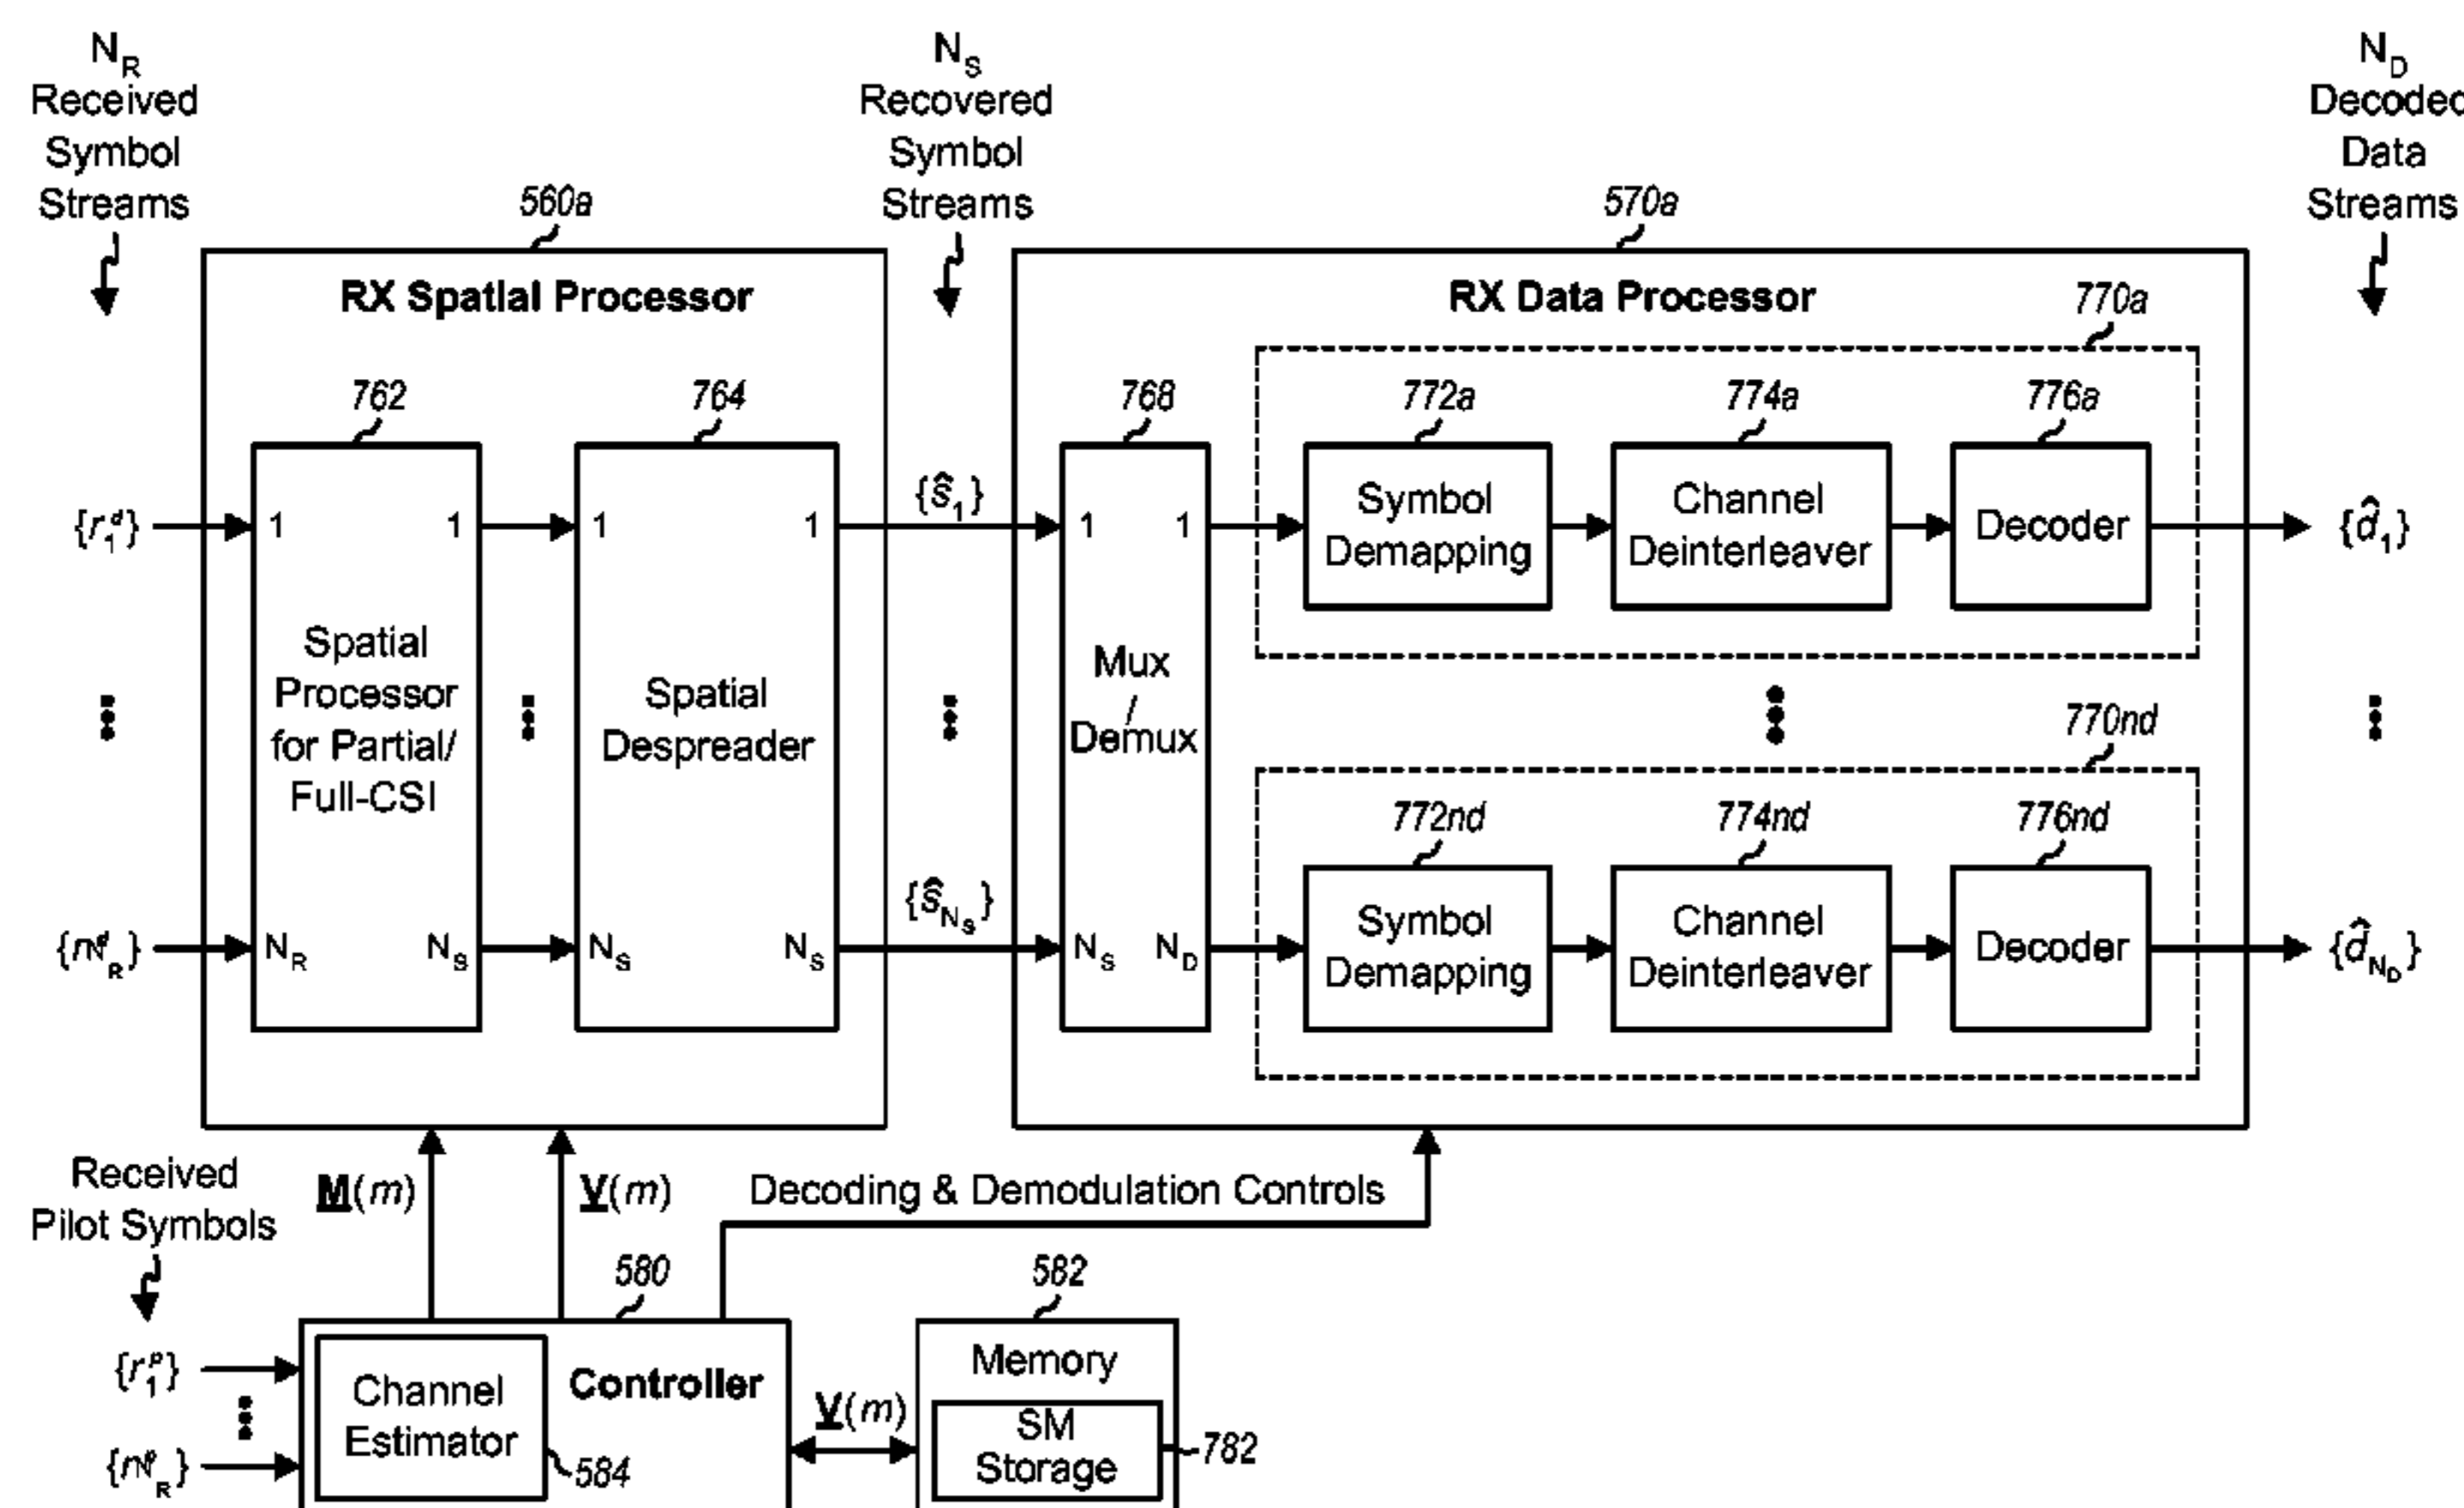 N_R
Received
Symbol
Streams
N_S
Recovered
Symbol
Streams
N_D
Decoded
Data
Streams
560a
570a
RX Spatial Processor
RX Data Processor
770a
762
764
768
772a
774a
776a
{r_1^d}
1
1
1
1
{ŝ_1}
1
1
Symbol
Demapping
Channel
Deinterleaver
Decoder
{d̂_1}
Spatial
Processor
for Partial/
Full-CSI
Spatial
Despreader
Mux
/
Demux
770nd
772nd
774nd
776nd
{rN_R^d}
N_R
N_S
N_S
N_S
{ŝ_N_S}
N_S
N_D
Symbol
Demapping
Channel
Deinterleaver
Decoder
{d̂_N_D}
Received
Pilot Symbols
M(m)
V(m)
Decoding & Demodulation Controls
580
582
{r_1^p}
{rN_R^p}
Channel
Estimator
584
Controller
V(m)
Memory
SM
Storage
782